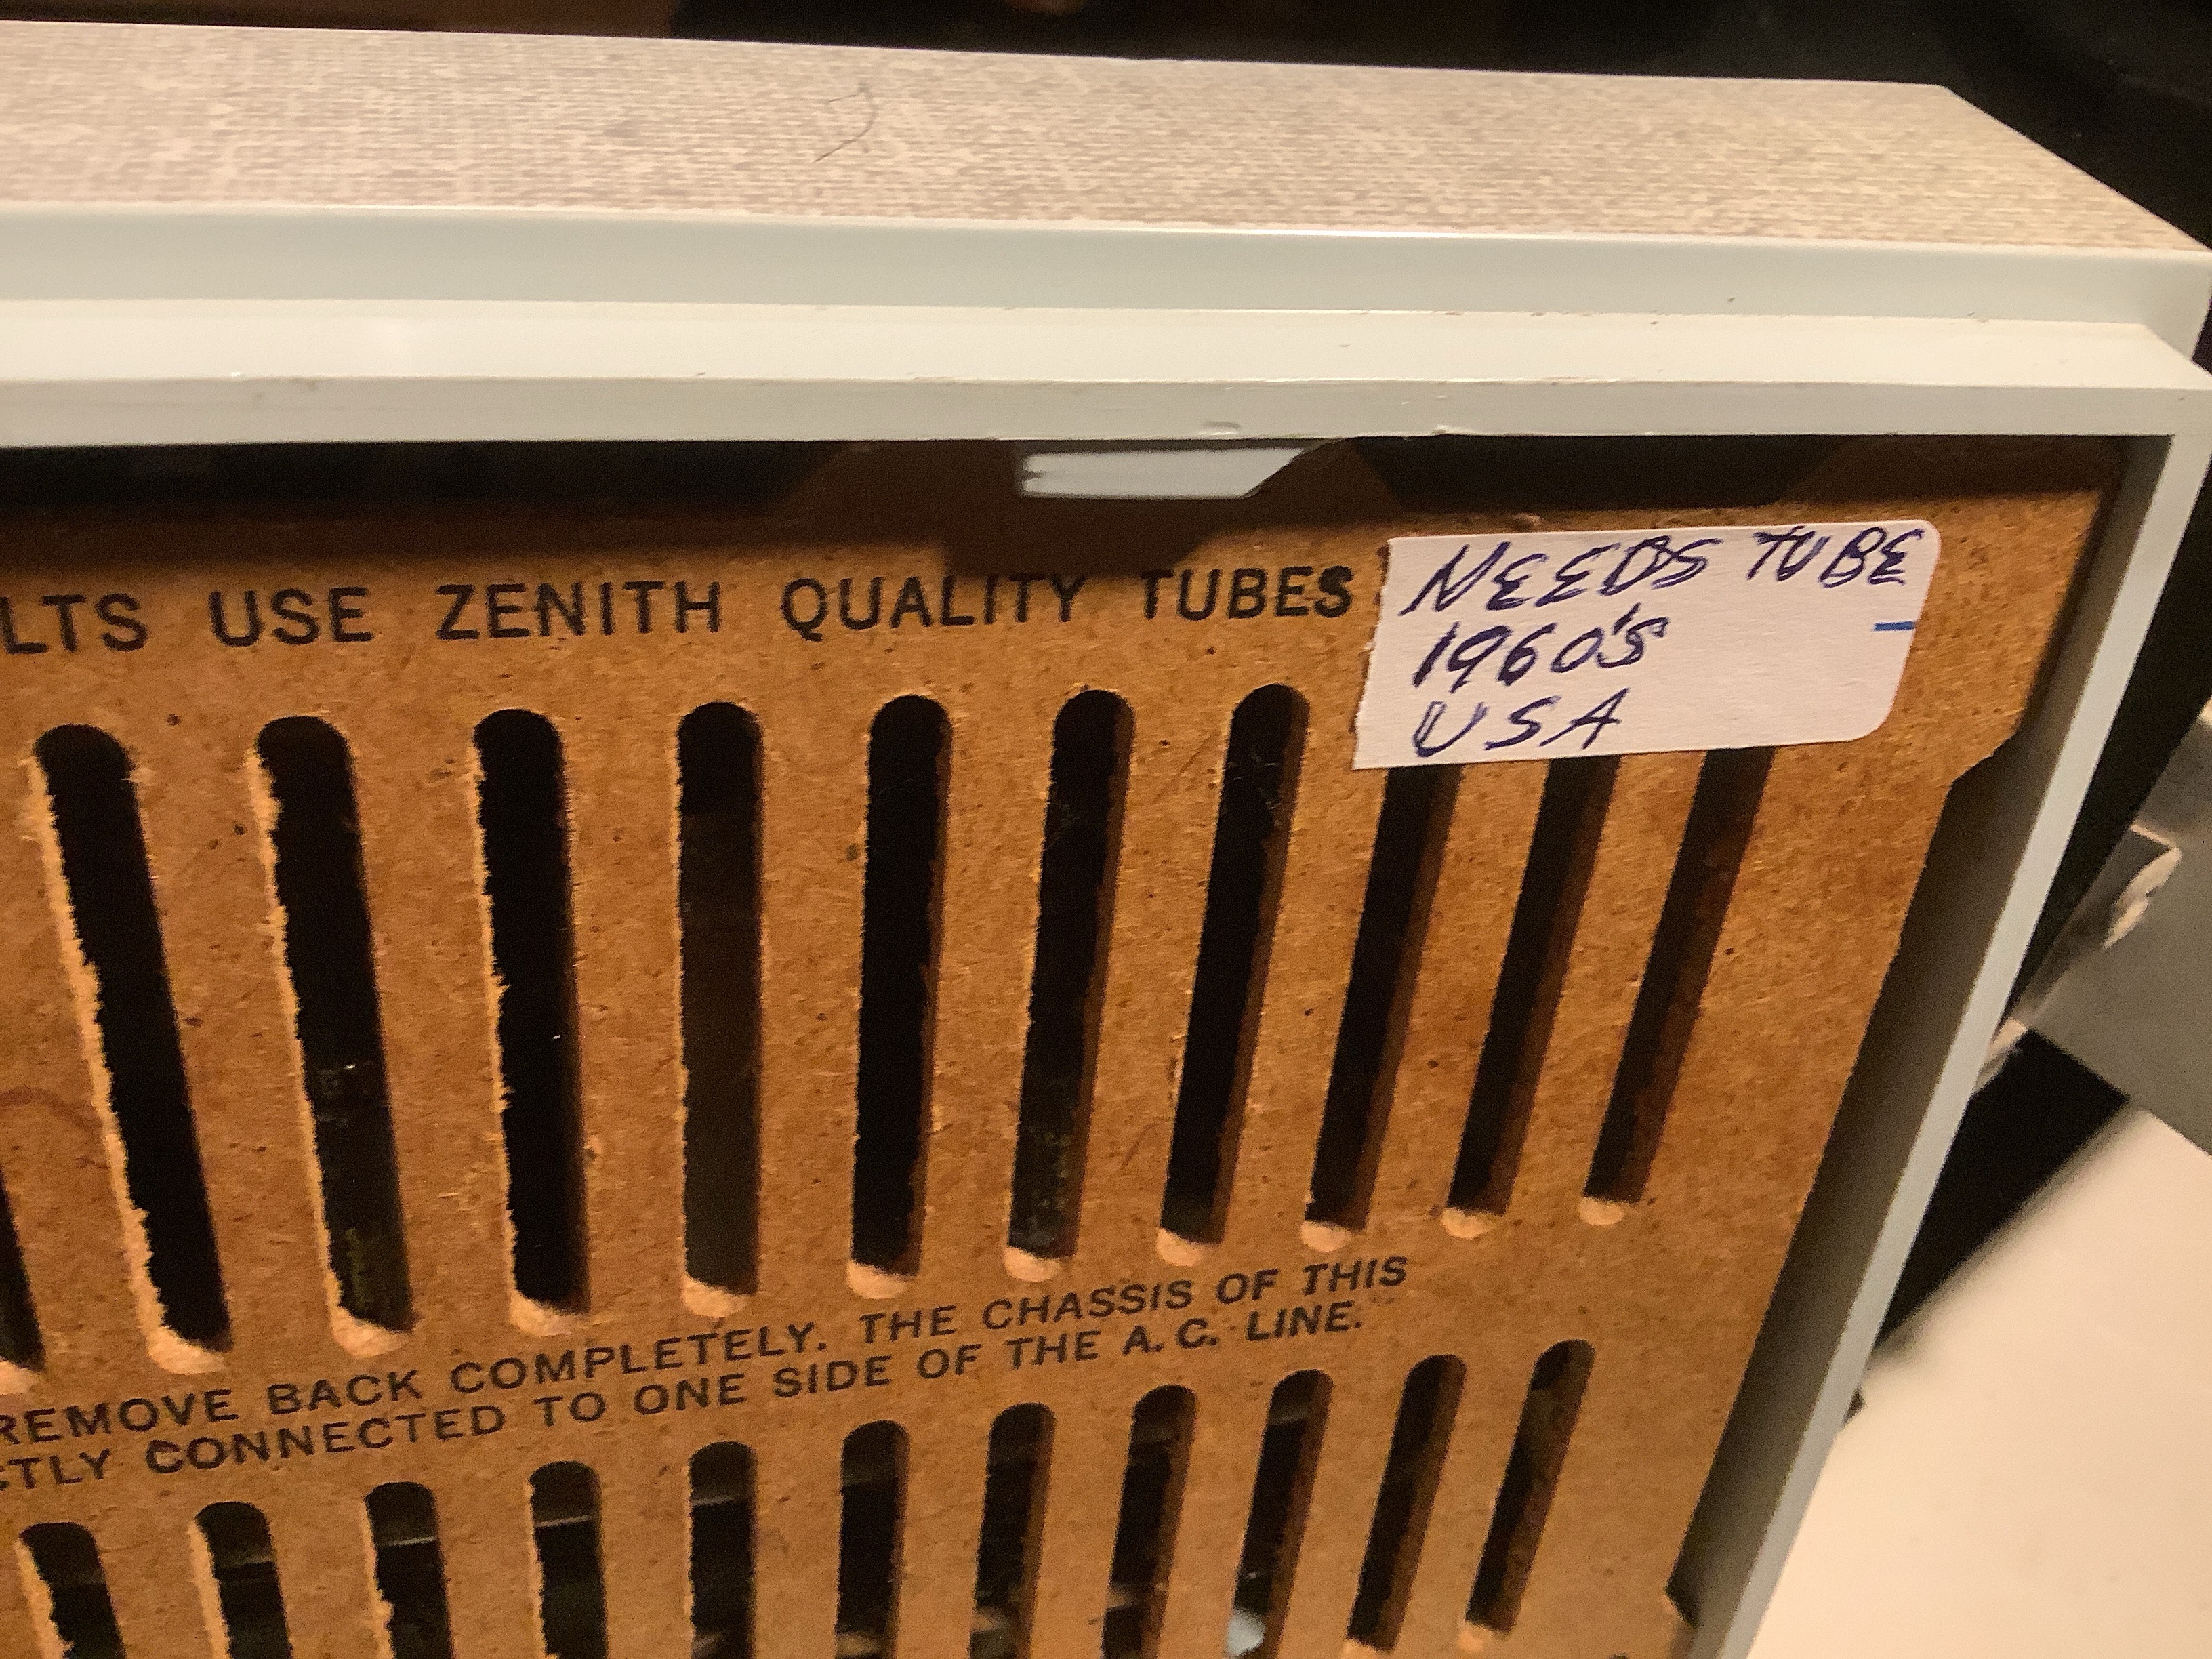 LTS USE ZENITH QUALITY TUBES
NEEDS TUBE
1960'S
USA
REMOVE BACK COMPLETELY. THE CHASSIS OF THIS
CTLY CONNECTED TO ONE SIDE OF THE A.C. LINE.